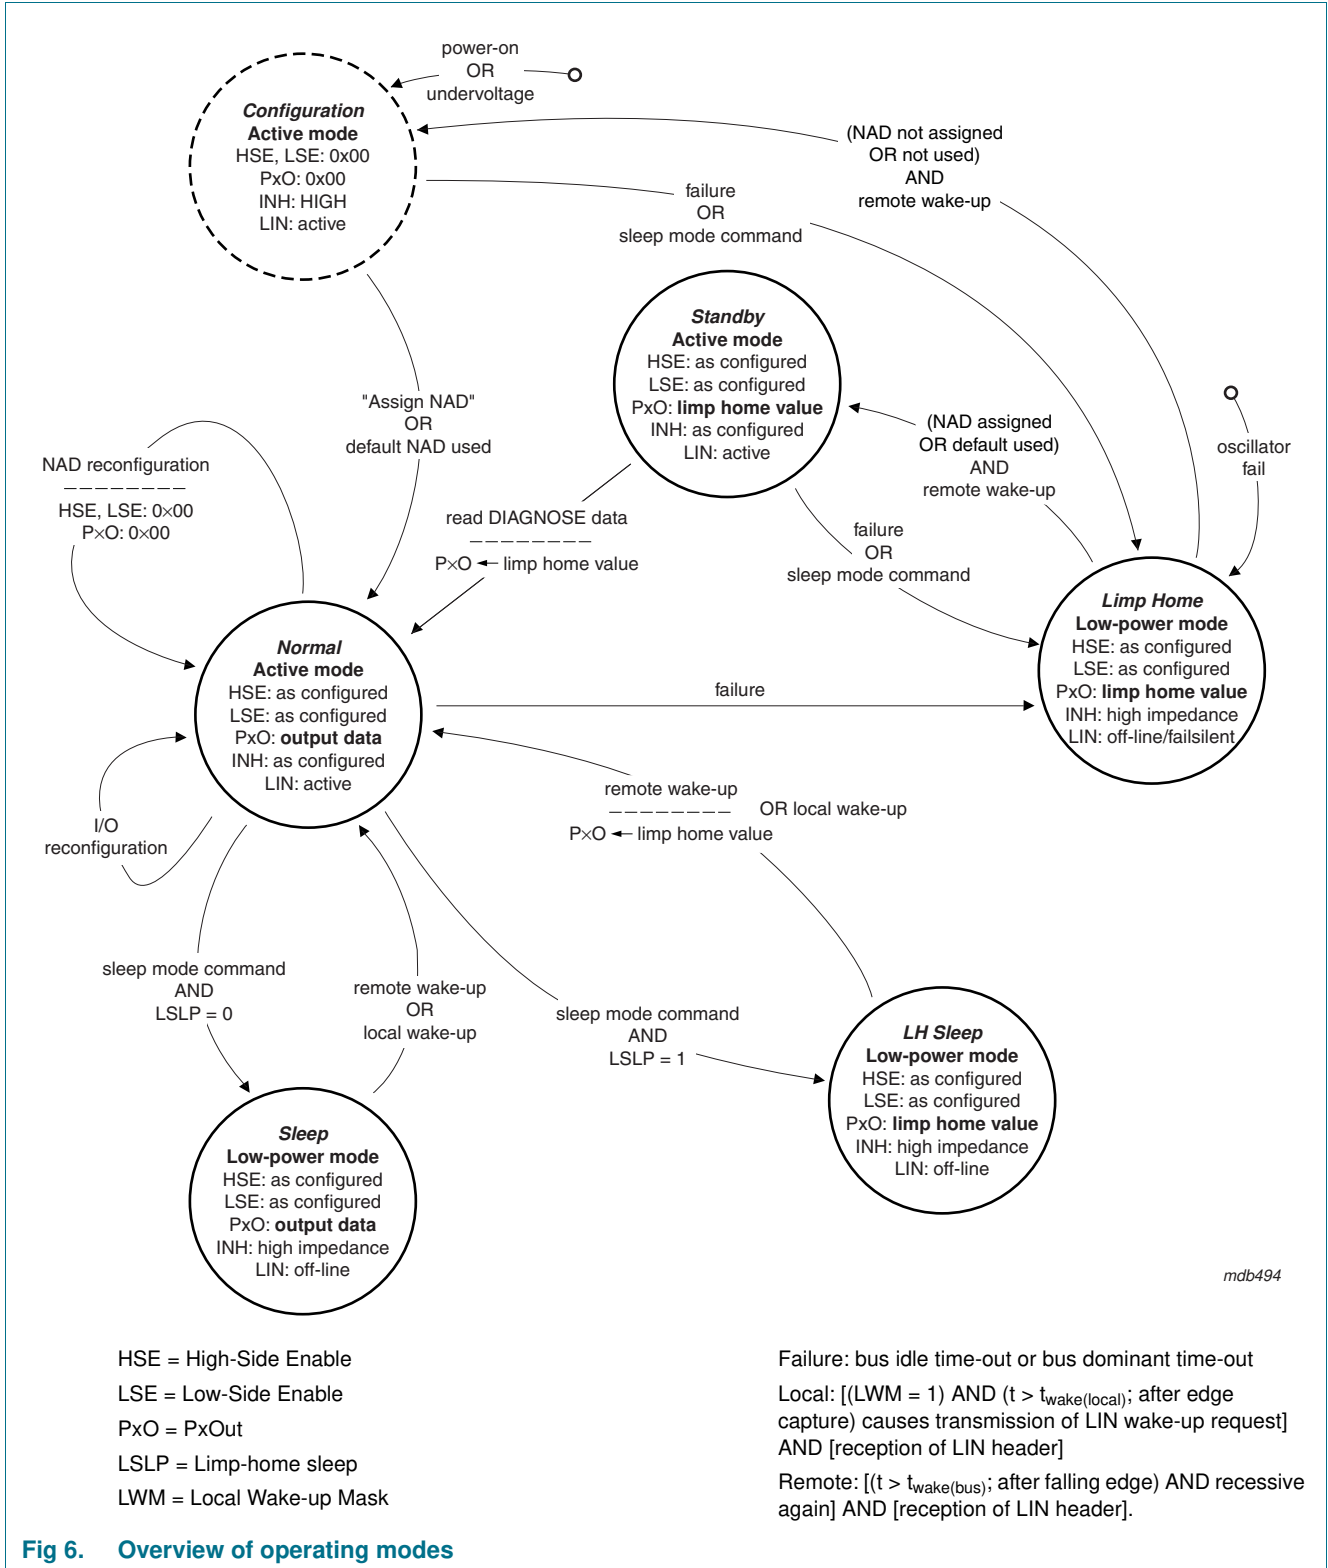 power-on
OR
undervoltage
Configuration
Active mode
HSE, LSE: 0x00
PxO: 0x00
INH: HIGH
LIN: active
(NAD not assigned
OR not used)
AND
remote wake-up
failure
OR
sleep mode command
Standby
Active mode
HSE: as configured
LSE: as configured
PxO: limp home value
INH: as configured
LIN: active
"Assign NAD"
OR
default NAD used
(NAD assigned
OR default used)
AND
remote wake-up
oscillator
fail
NAD reconfiguration
– – – – – – – –
HSE, LSE: 0×00
P×O: 0×00
read DIAGNOSE data
– – – – – – – –
P×O ← limp home value
failure
OR
sleep mode command
Limp Home
Low-power mode
HSE: as configured
LSE: as configured
PxO: limp home value
INH: high impedance
LIN: off-line/failsilent
Normal
Active mode
HSE: as configured
LSE: as configured
PxO: output data
INH: as configured
LIN: active
failure
remote wake-up
– – – – – – – – OR local wake-up
P×O ← limp home value
I/O
reconfiguration
sleep mode command
AND
LSLP = 0
remote wake-up
OR
local wake-up
sleep mode command
AND
LSLP = 1
LH Sleep
Low-power mode
HSE: as configured
LSE: as configured
PxO: limp home value
INH: high impedance
LIN: off-line
Sleep
Low-power mode
HSE: as configured
LSE: as configured
PxO: output data
INH: high impedance
LIN: off-line
mdb494
HSE = High-Side Enable
LSE = Low-Side Enable
PxO = PxOut
LSLP = Limp-home sleep
LWM = Local Wake-up Mask
Failure: bus idle time-out or bus dominant time-out
Local: [(LWM = 1) AND (t > twake(local); after edge
capture) causes transmission of LIN wake-up request]
AND [reception of LIN header]
Remote: [(t > twake(bus); after falling edge) AND recessive
again] AND [reception of LIN header].
Fig 6. Overview of operating modes